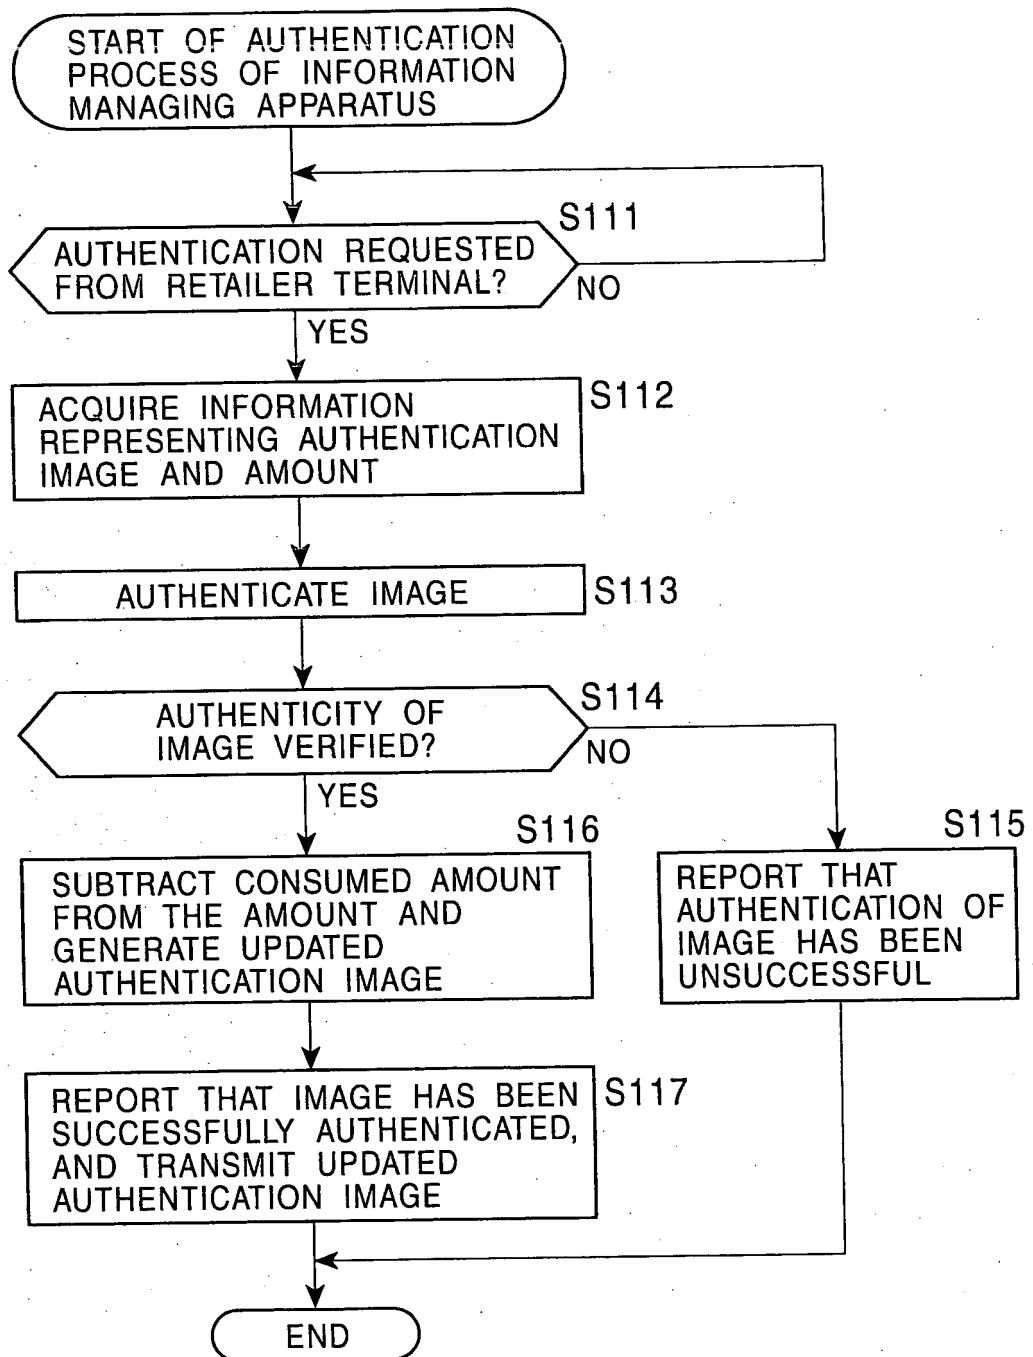 START OF AUTHENTICATION
PROCESS OF INFORMATION
MANAGING APPARATUS
S111
AUTHENTICATION REQUESTED
FROM RETAILER TERMINAL?
NO
YES
S112
ACQUIRE INFORMATION
REPRESENTING AUTHENTICATION
IMAGE AND AMOUNT
AUTHENTICATE IMAGE
S113
S114
AUTHENTICITY OF
IMAGE VERIFIED?
NO
YES
S116
SUBTRACT CONSUMED AMOUNT
FROM THE AMOUNT AND
GENERATE UPDATED
AUTHENTICATION IMAGE
S115
REPORT THAT
AUTHENTICATION OF
IMAGE HAS BEEN
UNSUCCESSFUL
REPORT THAT IMAGE HAS BEEN
SUCCESSFULLY AUTHENTICATED,
AND TRANSMIT UPDATED
AUTHENTICATION IMAGE
S117
END